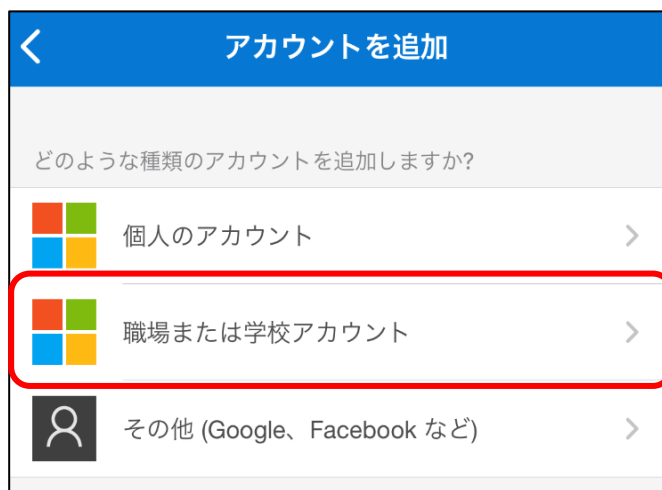 アカウントを追加
どのような種類のアカウントを追加しますか?
個人のアカウント
職場または学校アカウント
その他 (Google、Facebook など)